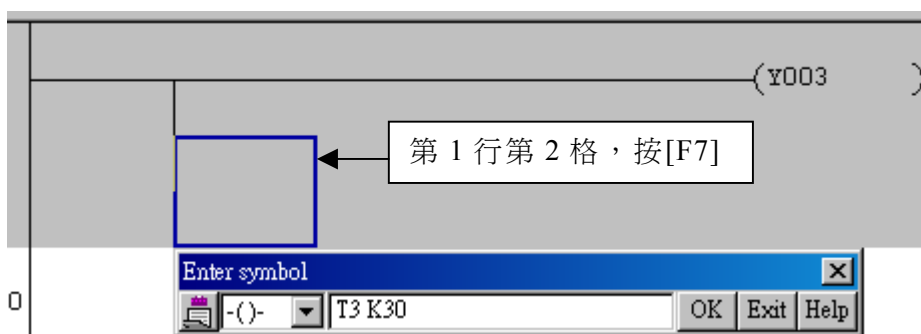 (Y003 )
第 1 行第 2 格，按[F7]
Enter symbol
0 -()- T3 K30 OK Exit Help